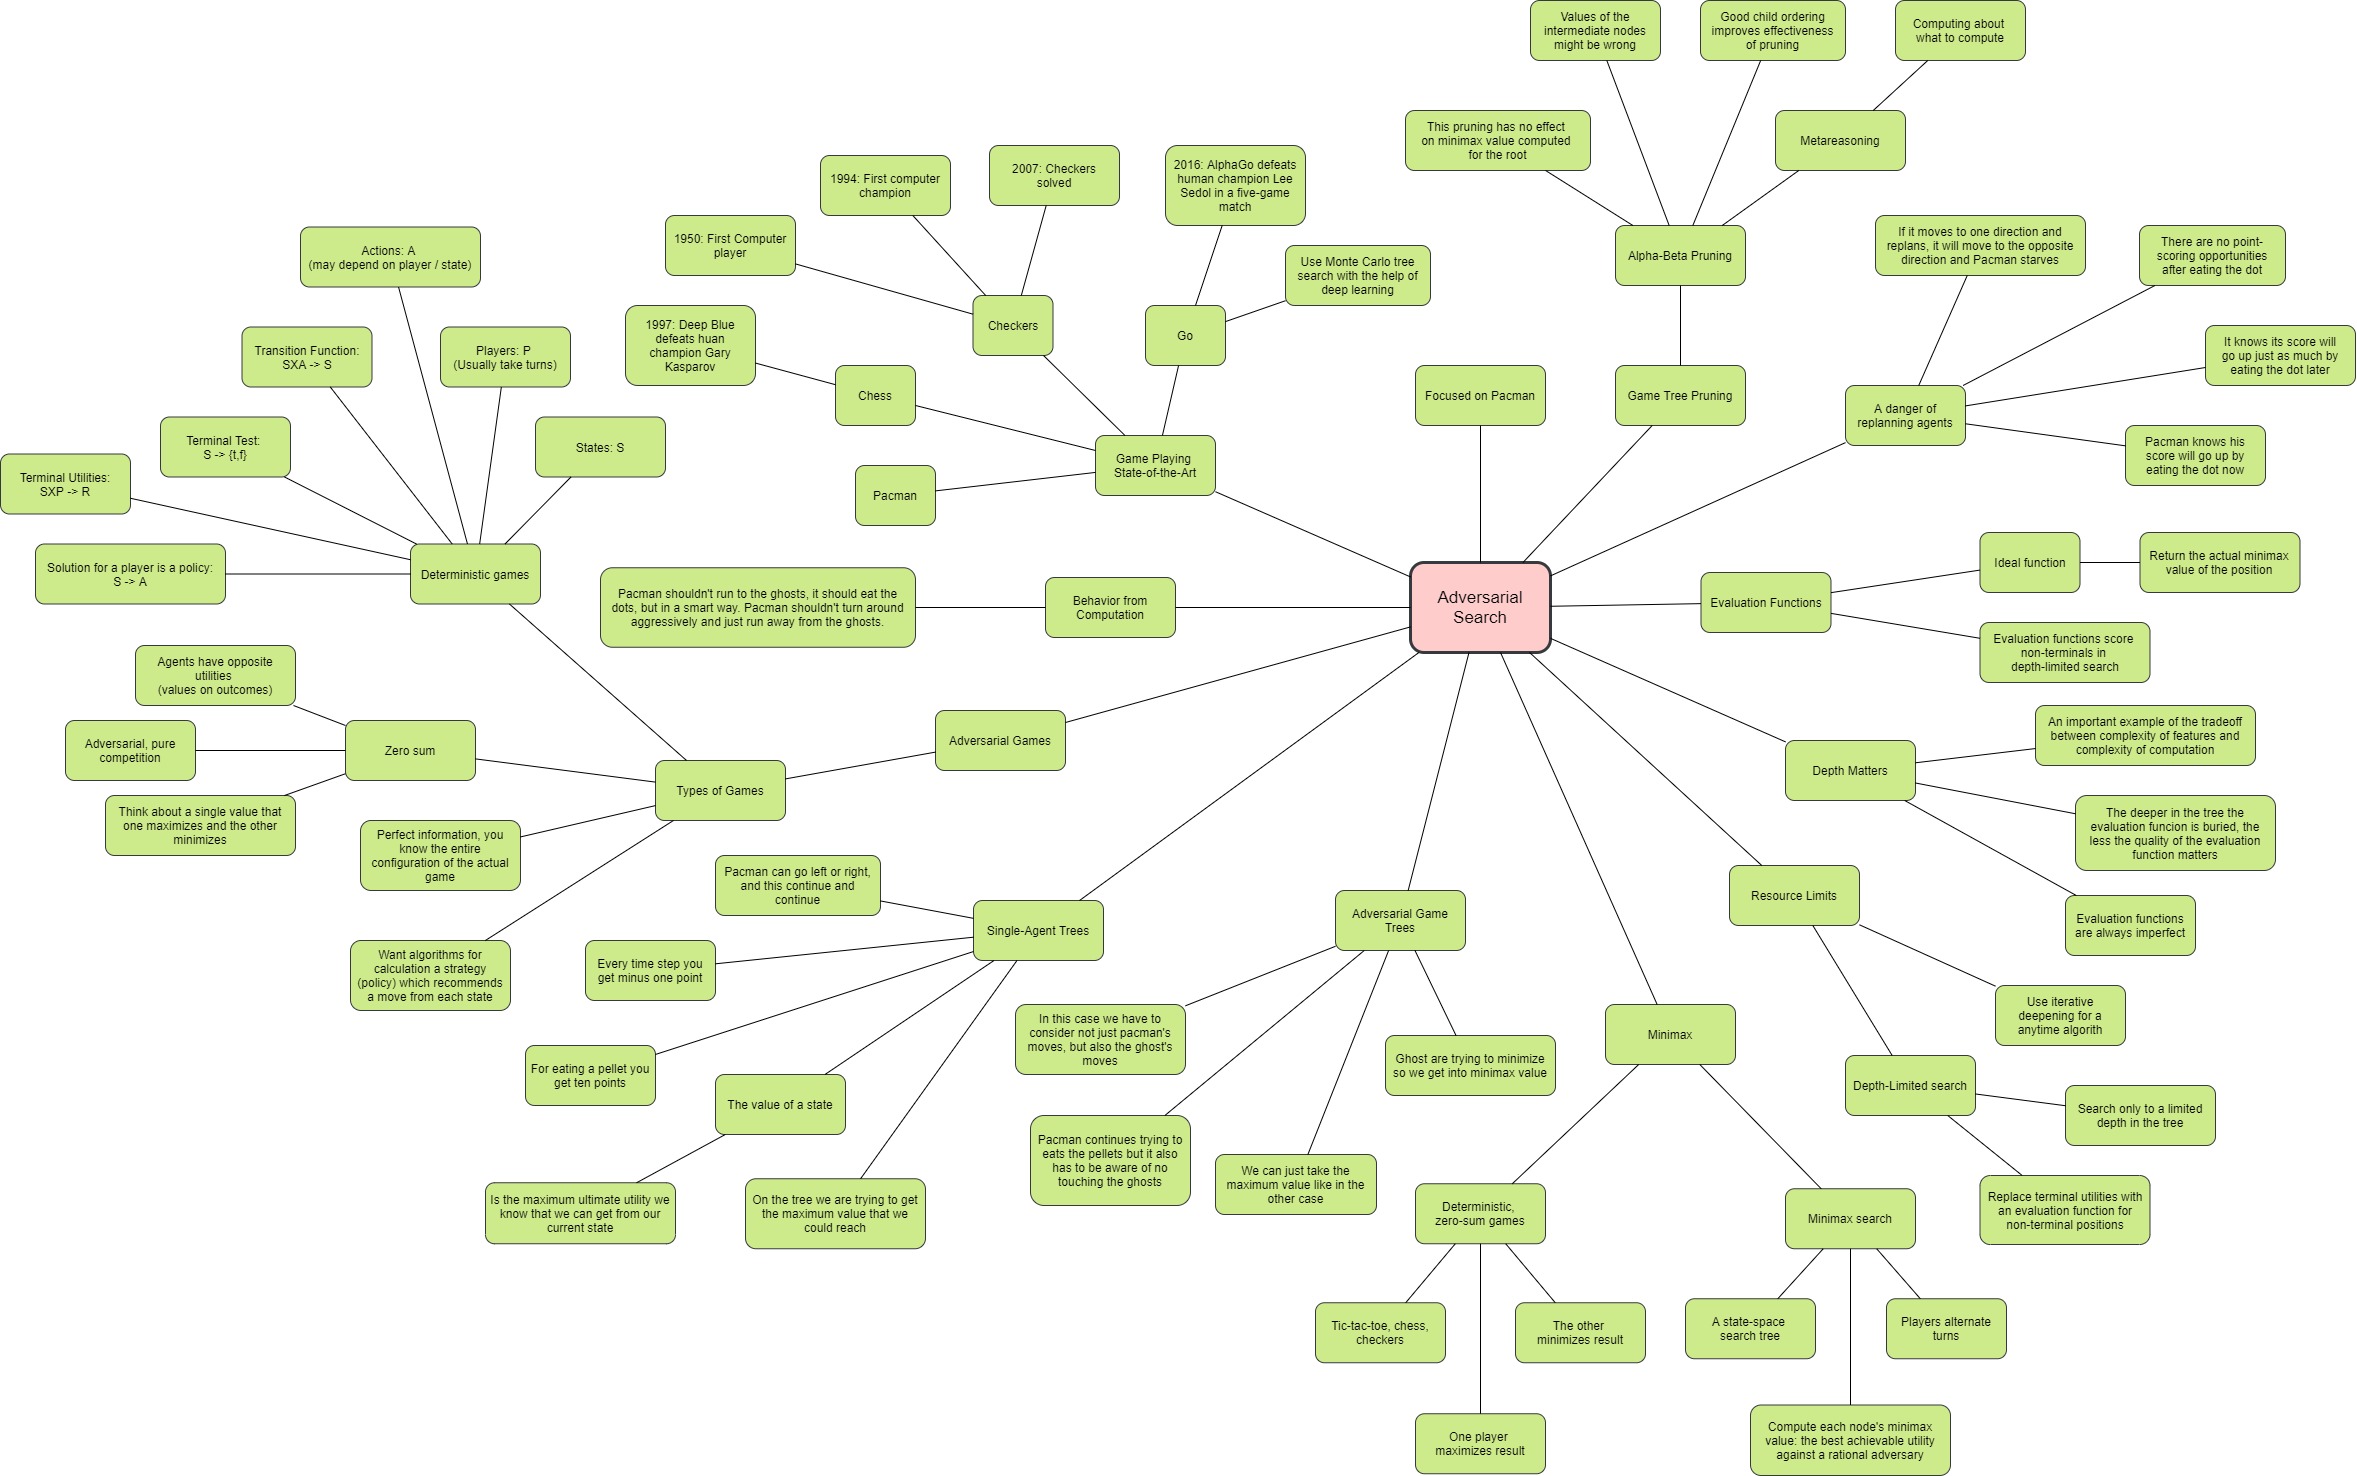 Values of the
intermediate nodes
might be wrong
Good child ordering
improves effectiveness
of pruning
Computing about
what to compute
This pruning has no effect
on minimax value computed
for the root
Metareasoning
Alpha-Beta Pruning
Game Tree Pruning
Focused on Pacman
1994: First computer
champion
2007: Checkers
solved
2016: AlphaGo defeats
human champion Lee
Sedol in a five-game
match
1950: First Computer
player
Use Monte Carlo tree
search with the help of
deep learning
Checkers
Go
1997: Deep Blue
defeats huan
champion Gary
Kasparov
Chess
Pacman
Game Playing
State-of-the-Art
If it moves to one direction and
replans, it will move to the opposite
direction and Pacman starves
There are no point-
scoring opportunities
after eating the dot
It knows its score will
go up just as much by
eating the dot later
A danger of
replanning agents
Pacman knows his
score will go up by
eating the dot now
Actions: A
(may depend on player / state)
Transition Function:
SXA -> S
Players: P
(Usually take turns)
Terminal Test:
S -> {t,f}
States: S
Terminal Utilities:
SXP -> R
Solution for a player is a policy:
S -> A
Deterministic games
Pacman shouldn't run to the ghosts, it should eat the
dots, but in a smart way. Pacman shouldn't turn around
aggressively and just run away from the ghosts.
Behavior from
Computation
Adversarial
Search
Evaluation Functions
Ideal function
Return the actual minimax
value of the position
Evaluation functions score
non-terminals in
depth-limited search
Agents have opposite
utilities
(values on outcomes)
Adversarial, pure
competition
Zero sum
Think about a single value that
one maximizes and the other
minimizes
Perfect information, you
know the entire
configuration of the actual
game
Types of Games
Adversarial Games
Want algorithms for
calculation a strategy
(policy) which recommends
a move from each state
Depth Matters
An important example of the tradeoff
between complexity of features and
complexity of computation
The deeper in the tree the
evaluation funcion is buried, the
less the quality of the evaluation
function matters
Evaluation functions
are always imperfect
Pacman can go left or right,
and this continue and
continue
Single-Agent Trees
Every time step you
get minus one point
For eating a pellet you
get ten points
The value of a state
Is the maximum ultimate utility we
know that we can get from our
current state
On the tree we are trying to get
the maximum value that we
could reach
Adversarial Game
Trees
In this case we have to
consider not just pacman's
moves, but also the ghost's
moves
Ghost are trying to minimize
so we get into minimax value
Pacman continues trying to
eats the pellets but it also
has to be aware of no
touching the ghosts
We can just take the
maximum value like in the
other case
Resource Limits
Use iterative
deepening for a
anytime algorith
Depth-Limited search
Search only to a limited
depth in the tree
Replace terminal utilities with
an evaluation function for
non-terminal positions
Minimax
Deterministic,
zero-sum games
Minimax search
Tic-tac-toe, chess,
checkers
The other
minimizes result
One player
maximizes result
A state-space
search tree
Players alternate
turns
Compute each node's minimax
value: the best achievable utility
against a rational adversary